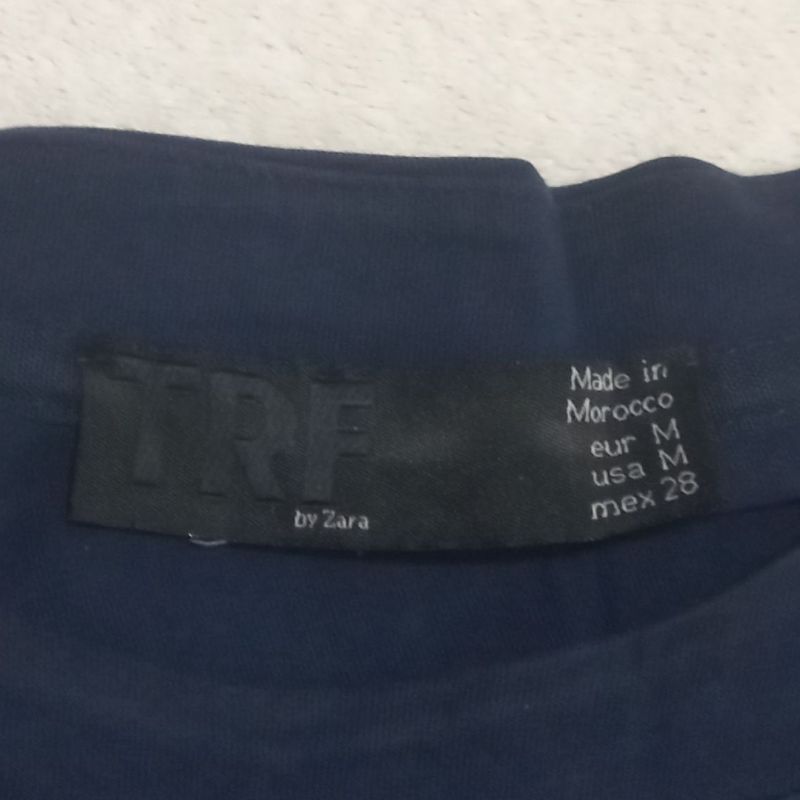 TRF
by Zara
Made in
Morocco
eur M
usa M
mex 28